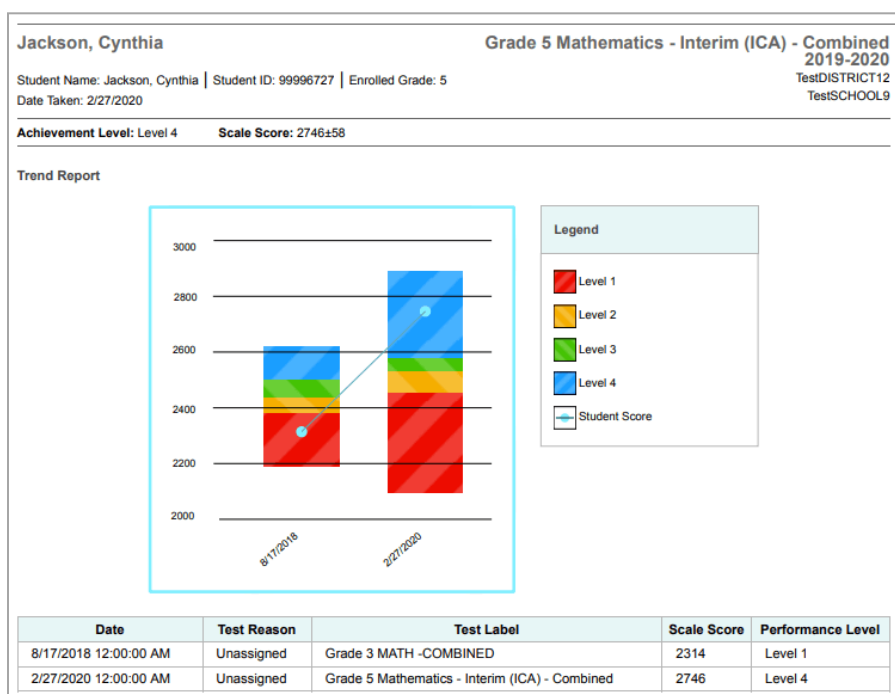 Jackson, Cynthia
Grade 5 Mathematics - Interim (ICA) - Combined
2019-2020
Student Name: Jackson, Cynthia | Student ID: 99996727 | Enrolled Grade: 5
TestDISTRICT12
Date Taken: 2/27/2020
TestSCHOOL9
Achievement Level: Level 4 Scale Score: 2746±58
Trend Report
3000
2800
2600
2400
2200
2000
8/17/2018
2/27/2020
Legend
Level 1
Level 2
Level 3
Level 4
Student Score
Date Test Reason Test Label Scale Score Performance Level
8/17/2018 12:00:00 AM Unassigned Grade 3 MATH -COMBINED 2314 Level 1
2/27/2020 12:00:00 AM Unassigned Grade 5 Mathematics - Interim (ICA) - Combined 2746 Level 4